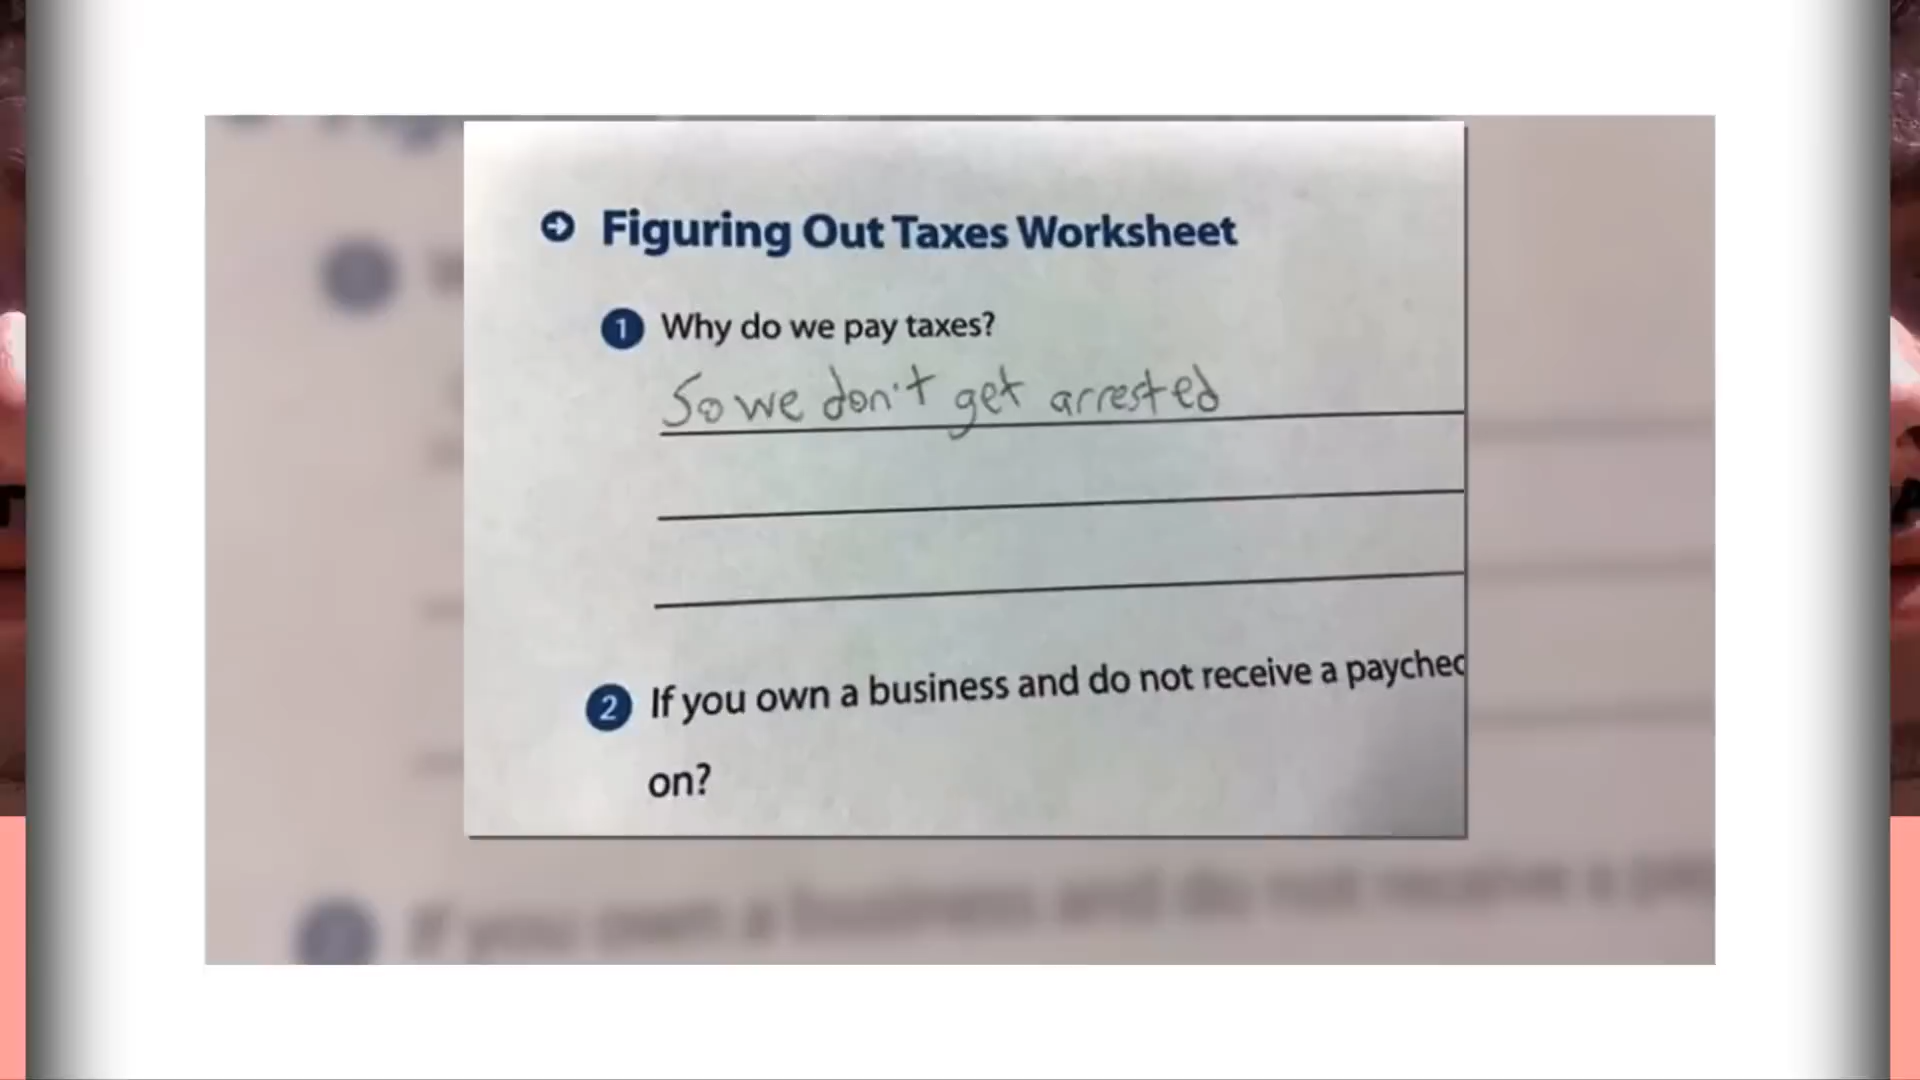 Figuring Out Taxes Worksheet
1 Why do we pay taxes?
So we don't get arrested
2 If you own a business and do not receive a paychec
on?